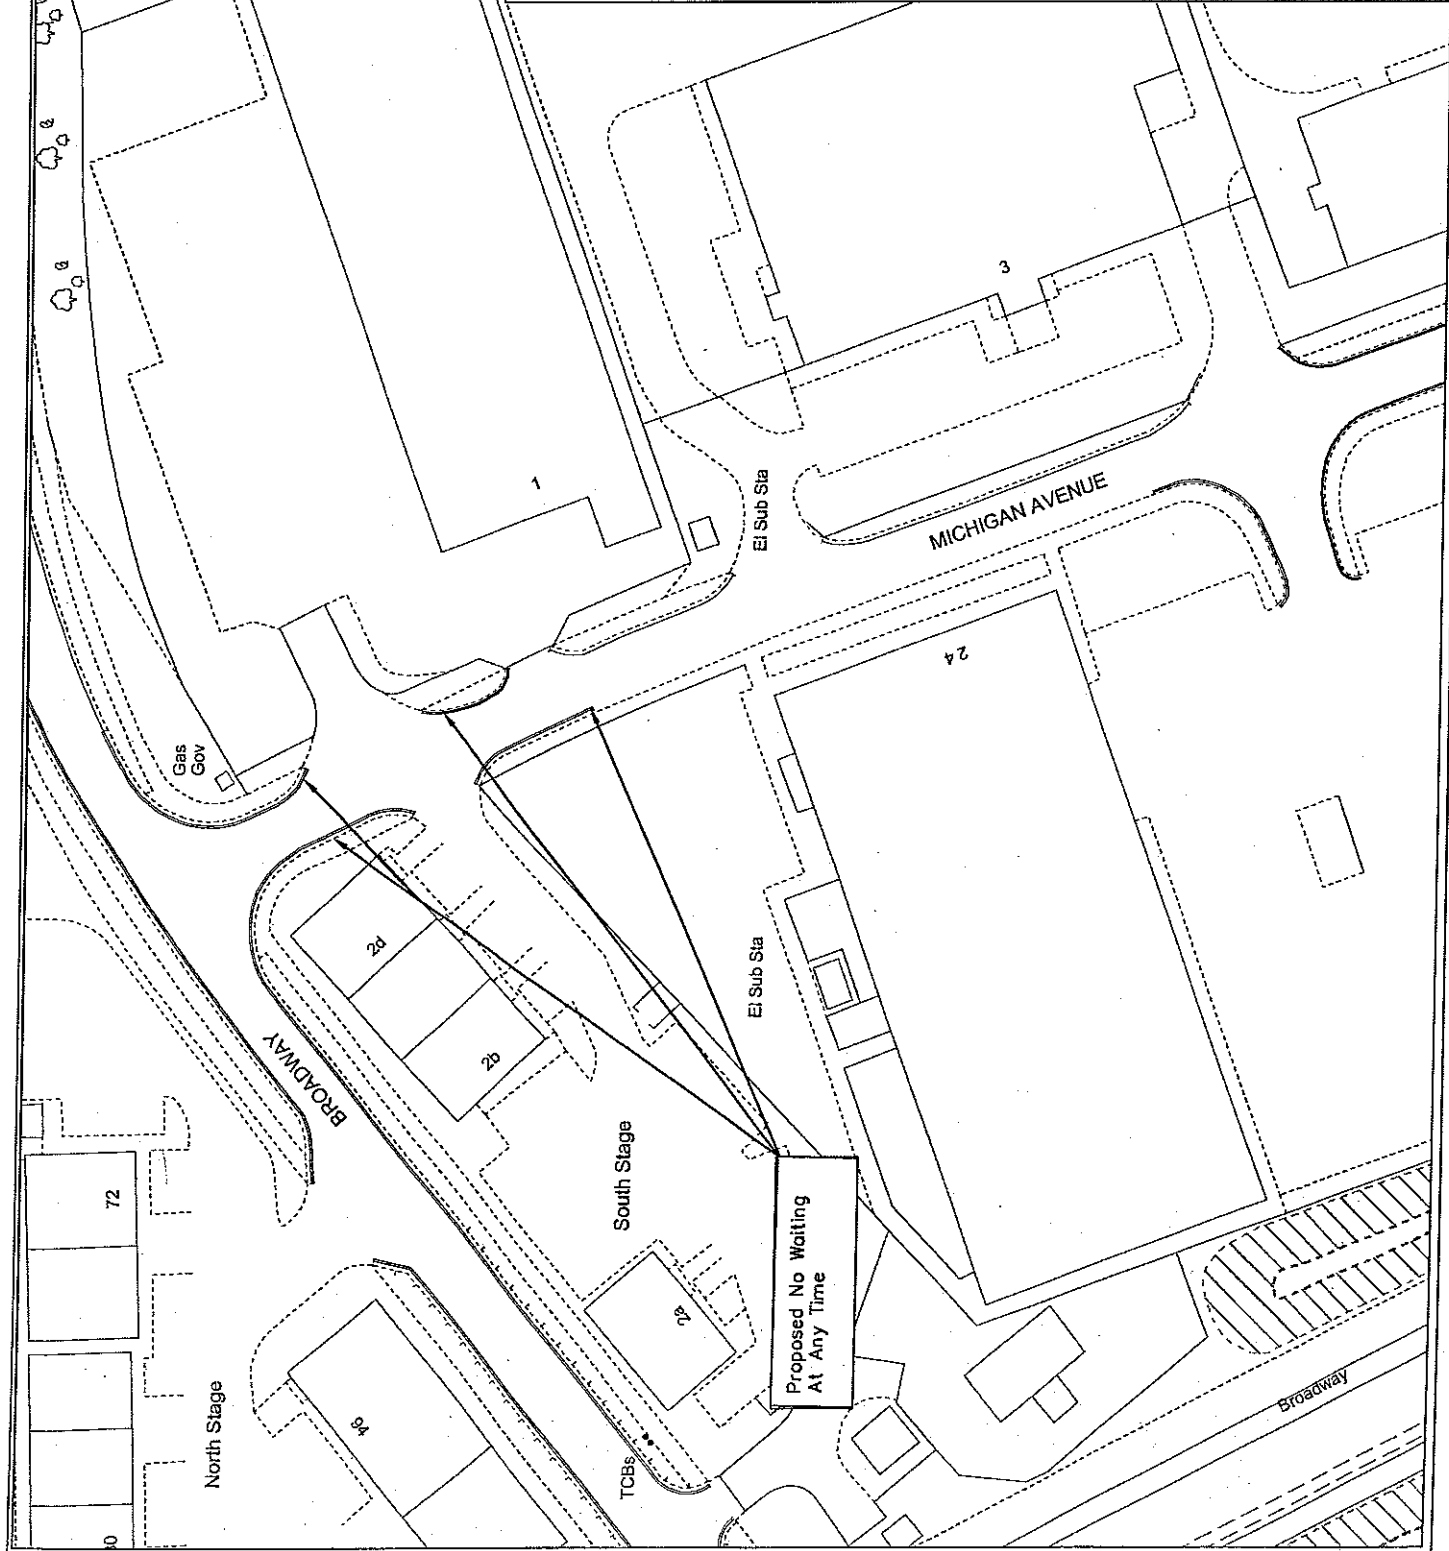 Gas
Gov
1
El Sub Sta
3
MICHIGAN AVENUE
24
2d
2b
BROADWAY
El Sub Sta
72
South Stage
2a
Proposed No Waiting
At Any Time
North Stage
94
TCBs
Broadway